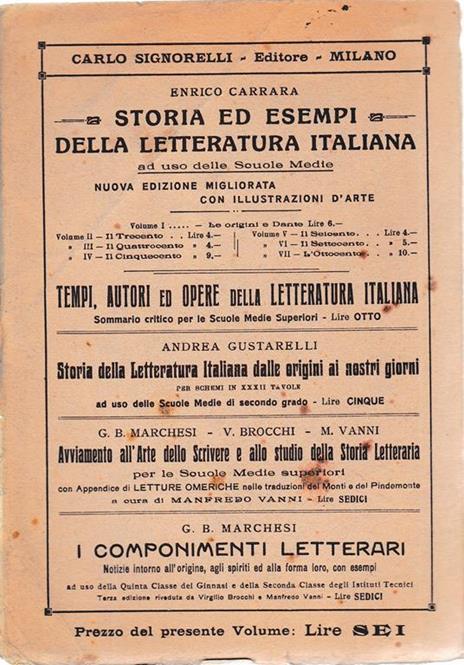 CARLO SIGNORELLI - Editore - MILANO
ENRICO CARRARA
STORIA ED ESEMPI
DELLA LETTERATURA ITALIANA
ad uso delle Scuole Medie
NUOVA EDIZIONE MIGLIORATA
CON ILLUSTRAZIONI D'ARTE
Volume I ..... — Le origini e Dante Lire 6.—
Volume II - Il Trecento . . Lire 4.— Volume V - Il Seicento . . Lire 4.—
» III - Il Quattrocento » 4.— » VI - Il Settecento . . » 5.—
» IV - Il Cinquecento » 9.— » VII - L'Ottocento . . » 10.—
TEMPI, AUTORI ED OPERE DELLA LETTERATURA ITALIANA
Sommario critico per le Scuole Medie Superiori - Lire OTTO
ANDREA GUSTARELLI
Storia della Letteratura Italiana dalle origini ai nostri giorni
PER SCHEMI IN XXXII TAVOLE
ad uso delle Scuole Medie di secondo grado - Lire CINQUE
G. B. MARCHESI - V. BROCCHI - M. VANNI
Avviamento all'Arte dello Scrivere e allo studio della Storia Letteraria
per le Scuole Medie superiori
con Appendice di LETTURE OMERICHE nelle traduzioni del Monti e del Pindemonte
a cura di MANFREDO VANNI - Lire SEDICI
G. B. MARCHESI
I COMPONIMENTI LETTERARI
Notizie intorno all'origine, agli spiriti ed alla forma loro, con esempi
ad uso della Quinta Classe dei Ginnasi e della Seconda Classe degli Istituti Tecnici
Terza edizione riveduta da Virgilio Brocchi e Manfredo Vanni - Lire SEDICI
Prezzo del presente Volume: Lire SEI